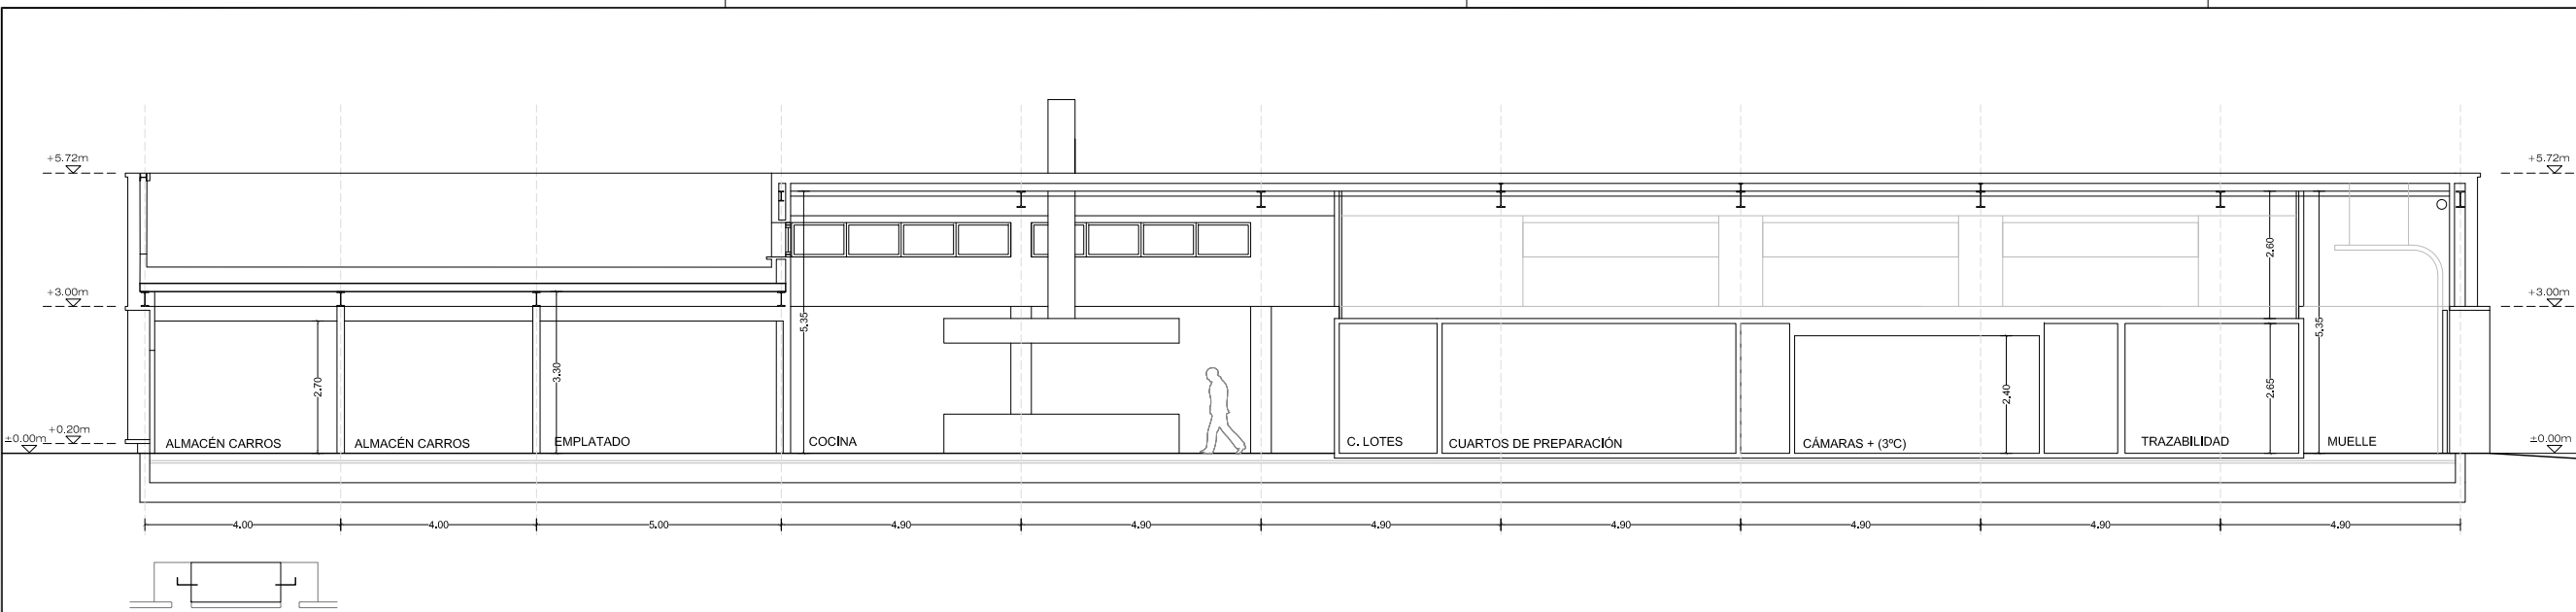 +5.72m
+5.72m
+3.00m
+3.00m
±0.00m
+0.20m
±0.00m
2.70
3.30
5.35
2.40
2.60
2.65
5.35
ALMACÉN CARROS
ALMACÉN CARROS
EMPLATADO
COCINA
C. LOTES
CUARTOS DE PREPARACIÓN
CÁMARAS + (3ºC)
TRAZABILIDAD
MUELLE
4.00
4.00
5.00
4.90
4.90
4.90
4.90
4.90
4.90
4.90